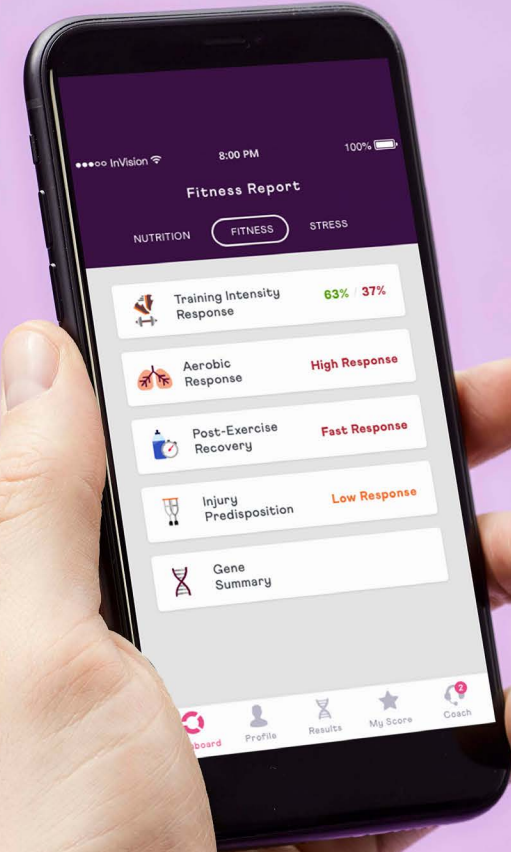 InVision 8:00 PM 100%
Fitness Report
NUTRITION FITNESS STRESS
Training Intensity
Response
63% / 37%
Aerobic
Response
High Response
Post-Exercise
Recovery
Fast Response
Injury
Predisposition
Low Response
Gene
Summary
2
board Profile Results My Score Coach